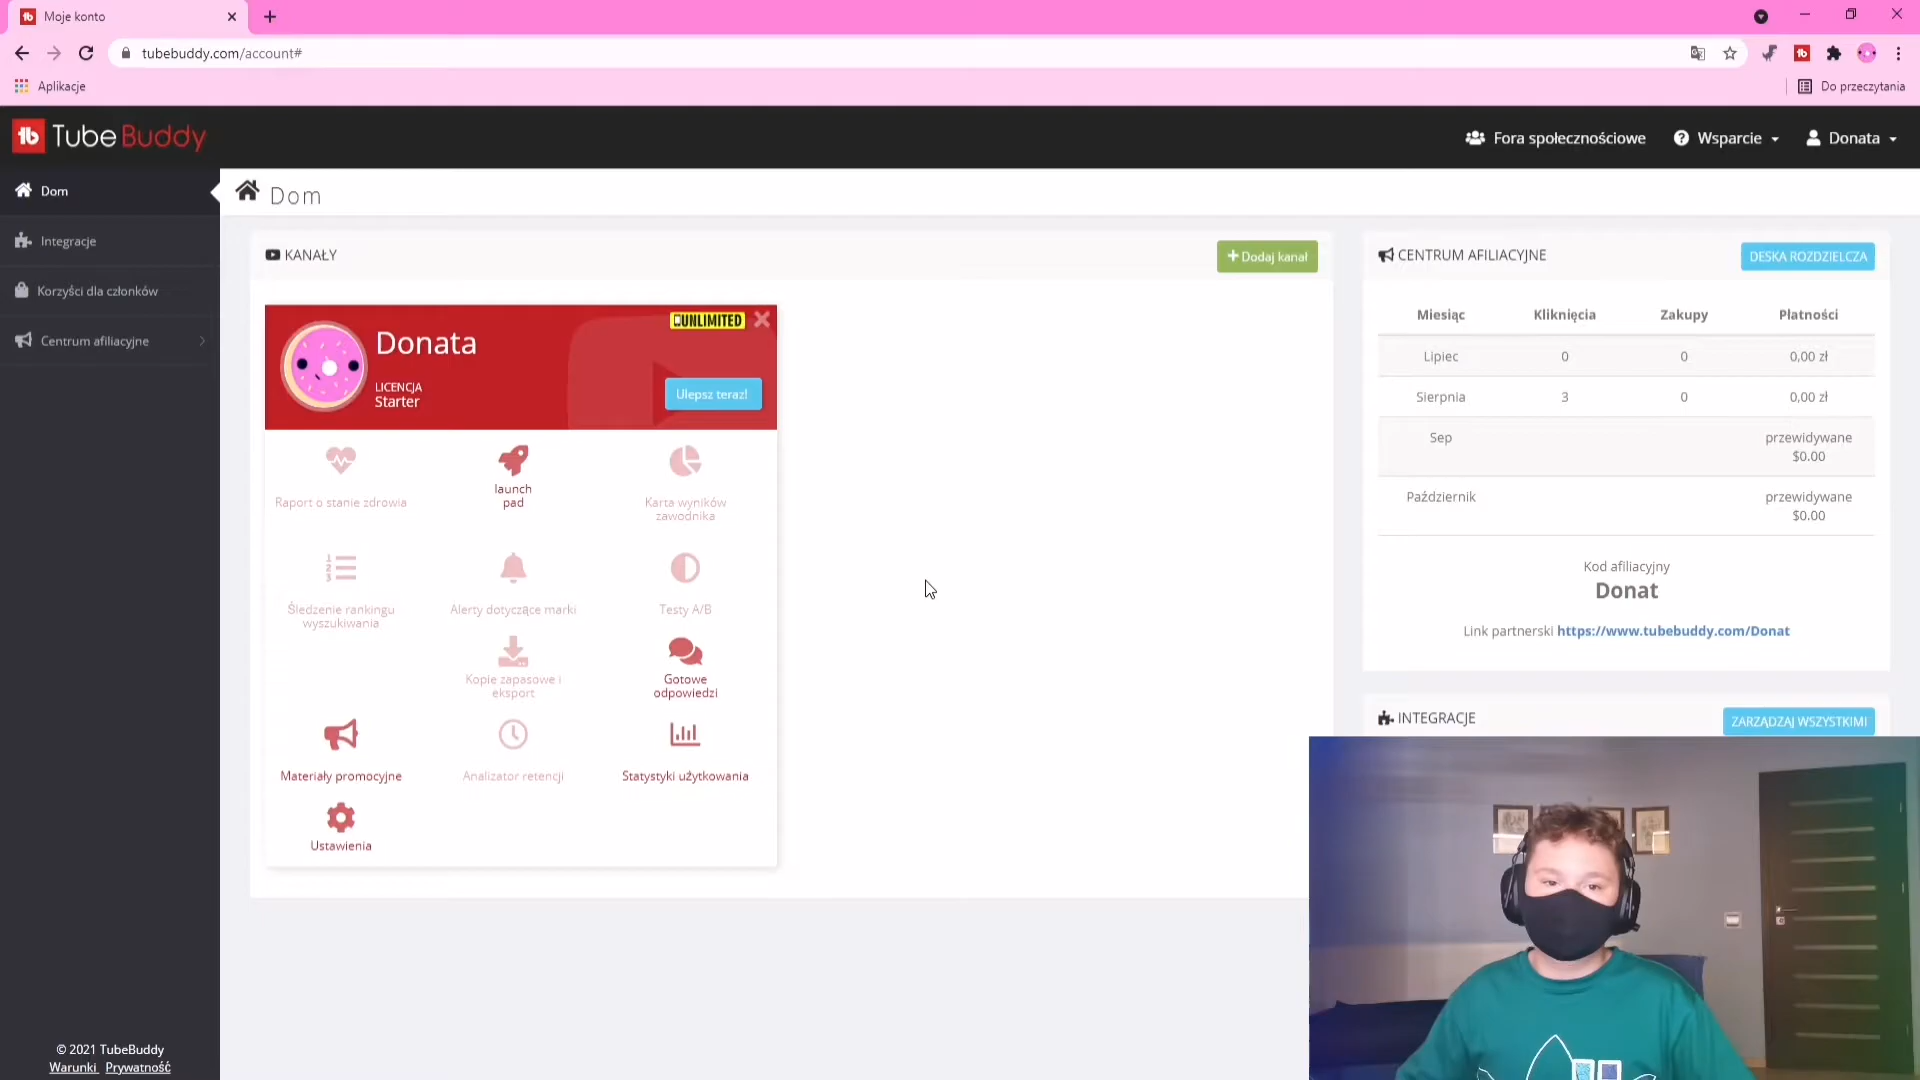 Moje konto
tubebuddy.com/account#
Aplikacje
Do przeczytania
TubeBuddy
Fora społecznościowe
Wsparcie
Donata
Dom
Integracje
Korzyści dla członków
Centrum afiliacyjne
Dom
KANAŁY
+ Dodaj kanał
UNLIMITED
Donata
LICENCJA
Starter
Ulepsz teraz!
Raport o stanie zdrowia
launch
pad
Karta wyników
zawodnika
Śledzenie rankingu
wyszukiwania
Alerty dotyczące marki
Testy A/B
Kopie zapasowe i
eksport
Gotowe
odpowiedzi
Materiały promocyjne
Analizator retencji
Statystyki użytkowania
Ustawienia
CENTRUM AFILIACYJNE
DESKA ROZDZIELCZA
Miesiąc Kliknięcia Zakupy Płatności
Lipiec 0 0 0,00 zł
Sierpnia 3 0 0,00 zł
Sep przewidywane
$0.00
Październik przewidywane
$0.00
Kod afiliacyjny
Donat
Link partnerski https://www.tubebuddy.com/Donat
INTEGRACJE
ZARZĄDZAJ WSZYSTKIMI
© 2021 TubeBuddy
Warunki Prywatność